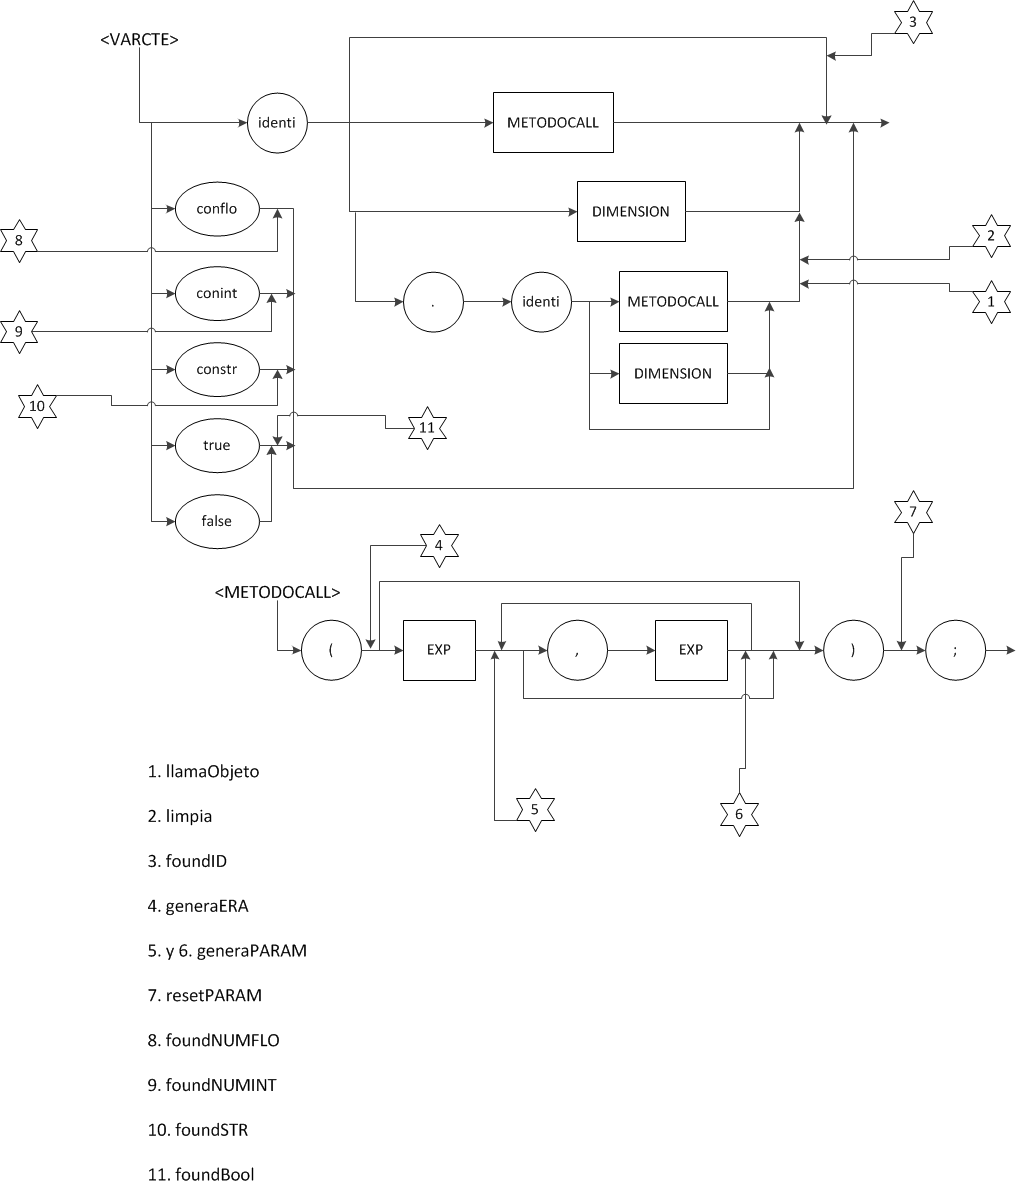 3
<VARCTE>
identi
METODOCALL
conflo
DIMENSION
8
2
conint
.
identi
METODOCALL
1
9
constr
DIMENSION
10
true
11
false
7
4
<METODOCALL>
(
EXP
,
EXP
)
;
5
6
1. llamaObjeto
2. limpia
3. foundID
4. generaERA
5. y 6. generaPARAM
7. resetPARAM
8. foundNUMFLO
9. foundNUMINT
10. foundSTR
11. foundBool